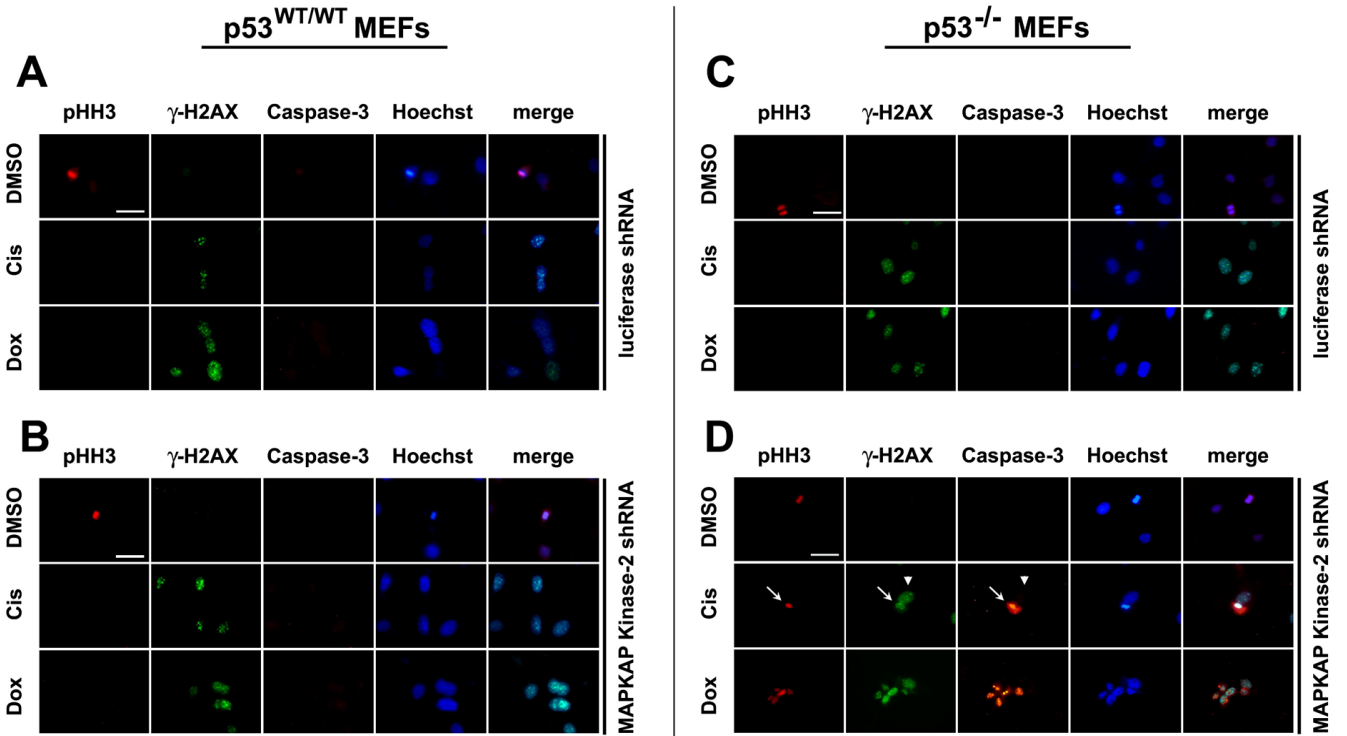 p53WT/WT MEFs
p53-/- MEFs
A
pHH3 γ-H2AX Caspase-3 Hoechst merge
DMSO
Cis
Dox
luciferase shRNA
B
pHH3 γ-H2AX Caspase-3 Hoechst merge
DMSO
Cis
Dox
MAPKAP Kinase-2 shRNA
C
pHH3 γ-H2AX Caspase-3 Hoechst merge
DMSO
Cis
Dox
luciferase shRNA
D
pHH3 γ-H2AX Caspase-3 Hoechst merge
DMSO
Cis
Dox
MAPKAP Kinase-2 shRNA